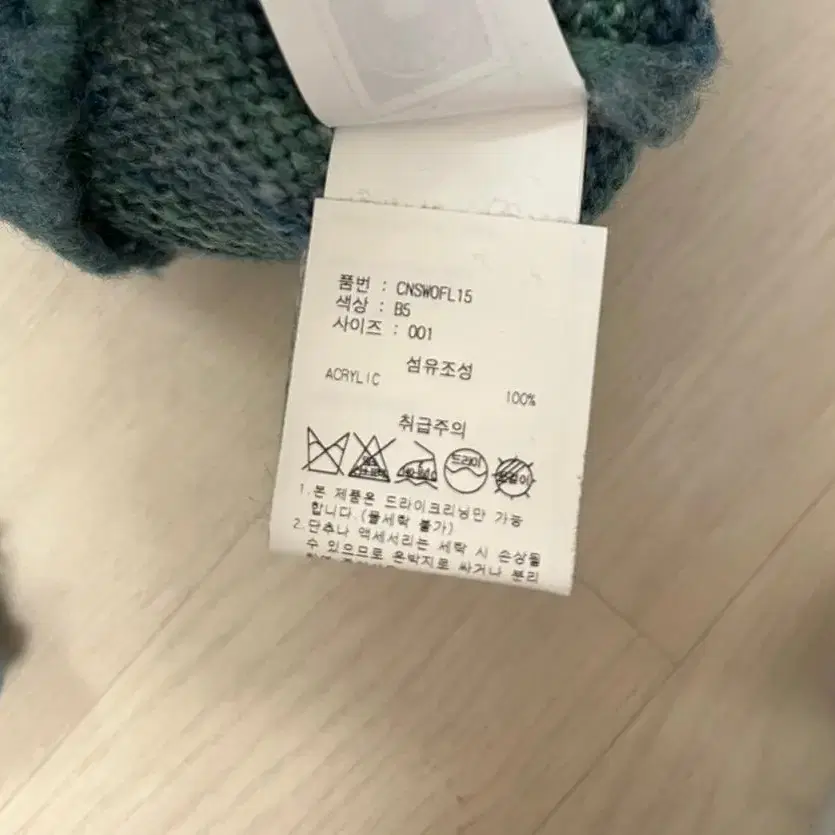 품번 : CNSWOFL15
색상 : B5
사이즈 : 001
섬유조성
ACRYLIC 100%
취급주의
드라이
1.본 제품은 드라이크리닝만 가능
합니다.(물세탁 불가)
2.단추나 액세서리는 세탁 시 손상될
수 있으므로 은박지로 싸거나 분리